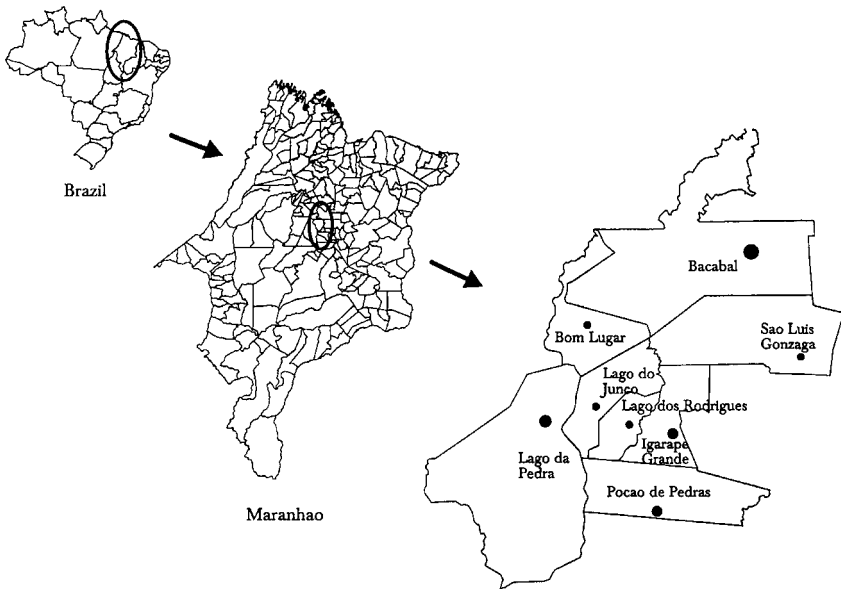 Brazil
Maranhao
Bacabal
Bom Lugar
Sao Luis
Gonzaga
Lago do
Junco
Lago dos Rodrigues
Igarape
Grande
Lago da
Pedra
Pocao de Pedras